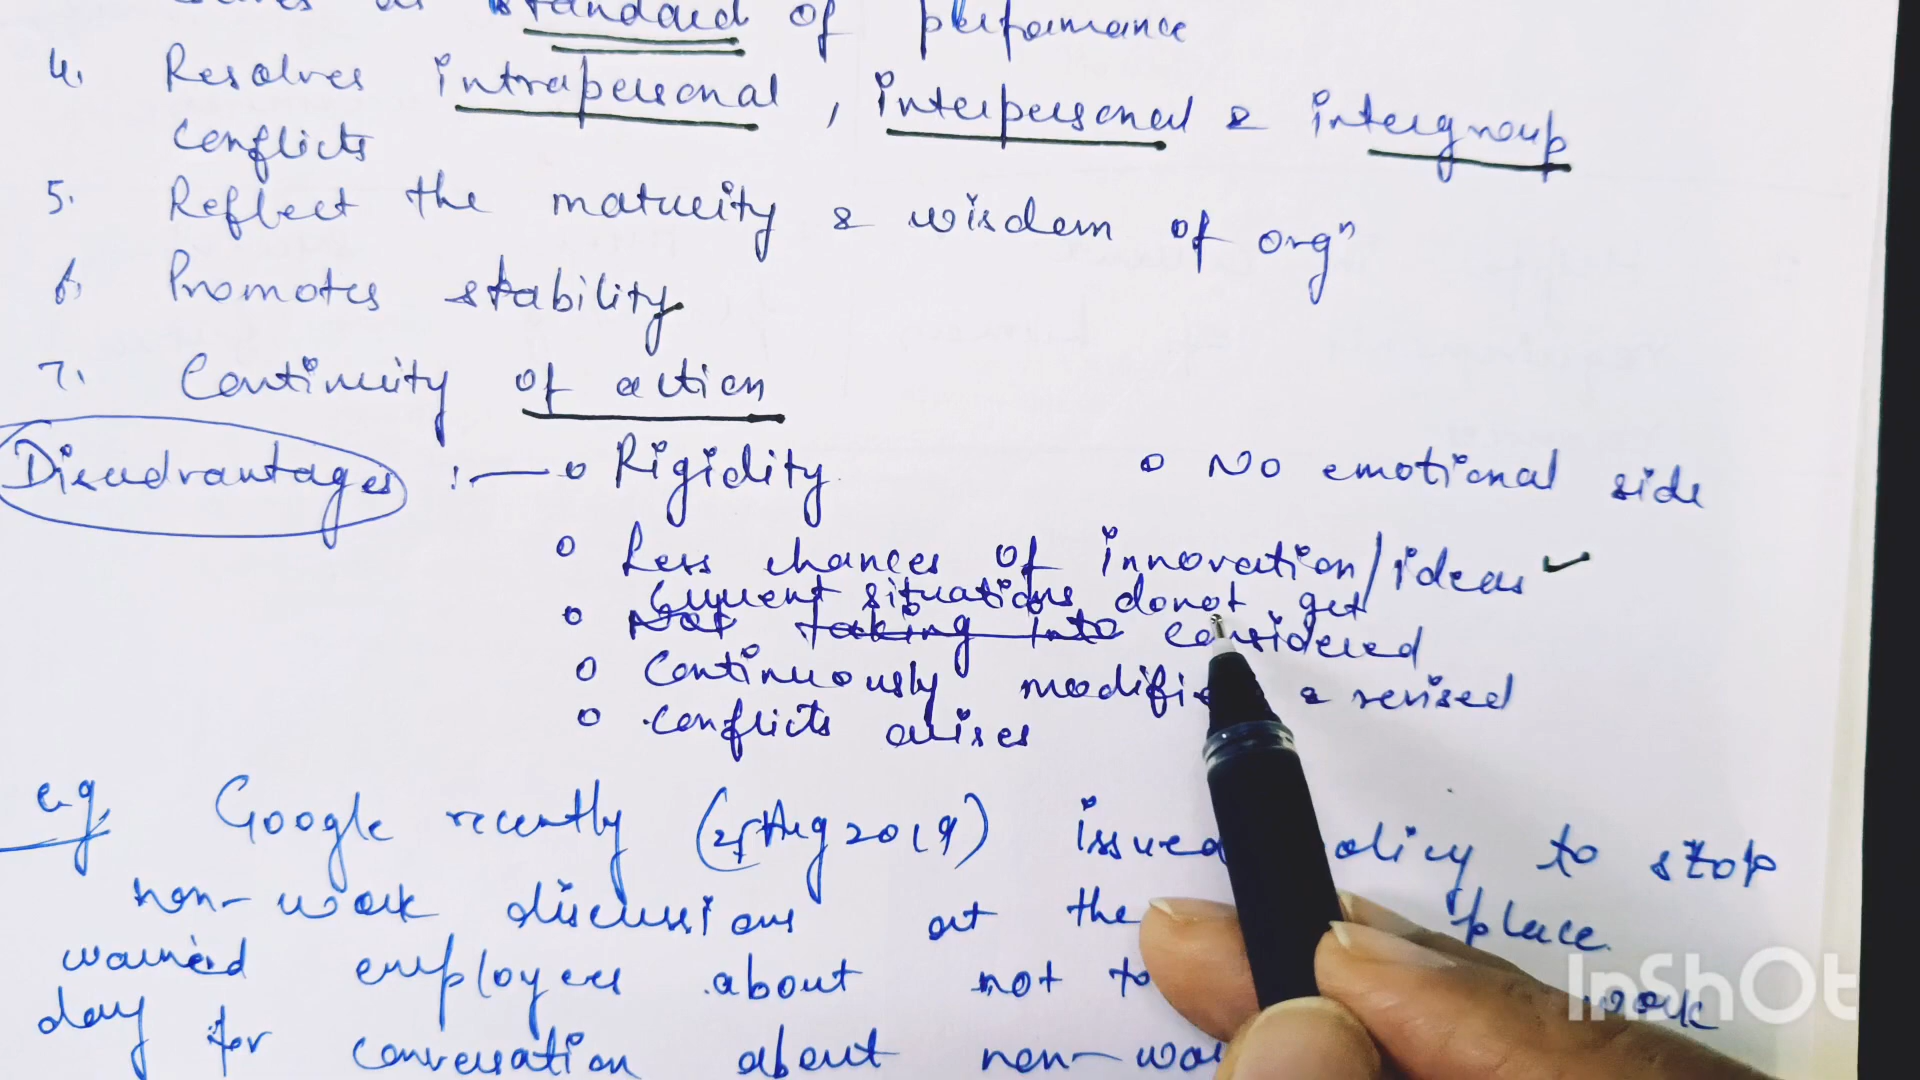 standard of performance
4. Resolves intrapersonal, interpersonal & intergroup
conflicts
5. Reflect the maturity & wisdom of orgⁿ
6. Promotes stability
7. Continuity of action
Disadvantages :— o Rigidity
o No emotional side
o Less chances of innovation/ideas ✓
Current situations donot get
o Not taking into considered
o Continuously modified & revised
o Conflicts arises
e.g. Google recently (Aug 2019) issued policy to stop
non-work discussions at the place.
warned employees about not to work
day for conversation about non-
InShOt